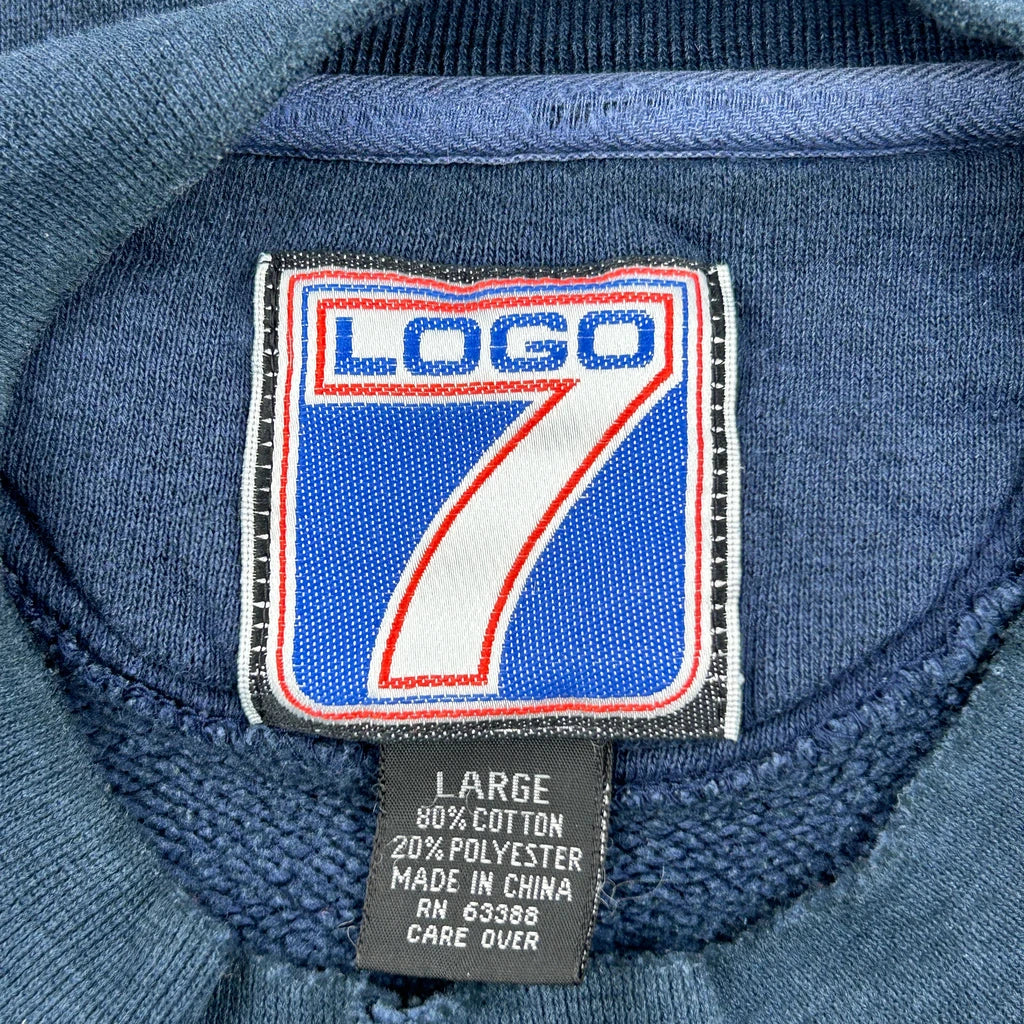 LOGO
7
LARGE
80% COTTON
20% POLYESTER
MADE IN CHINA
RN 63388
CARE OVER